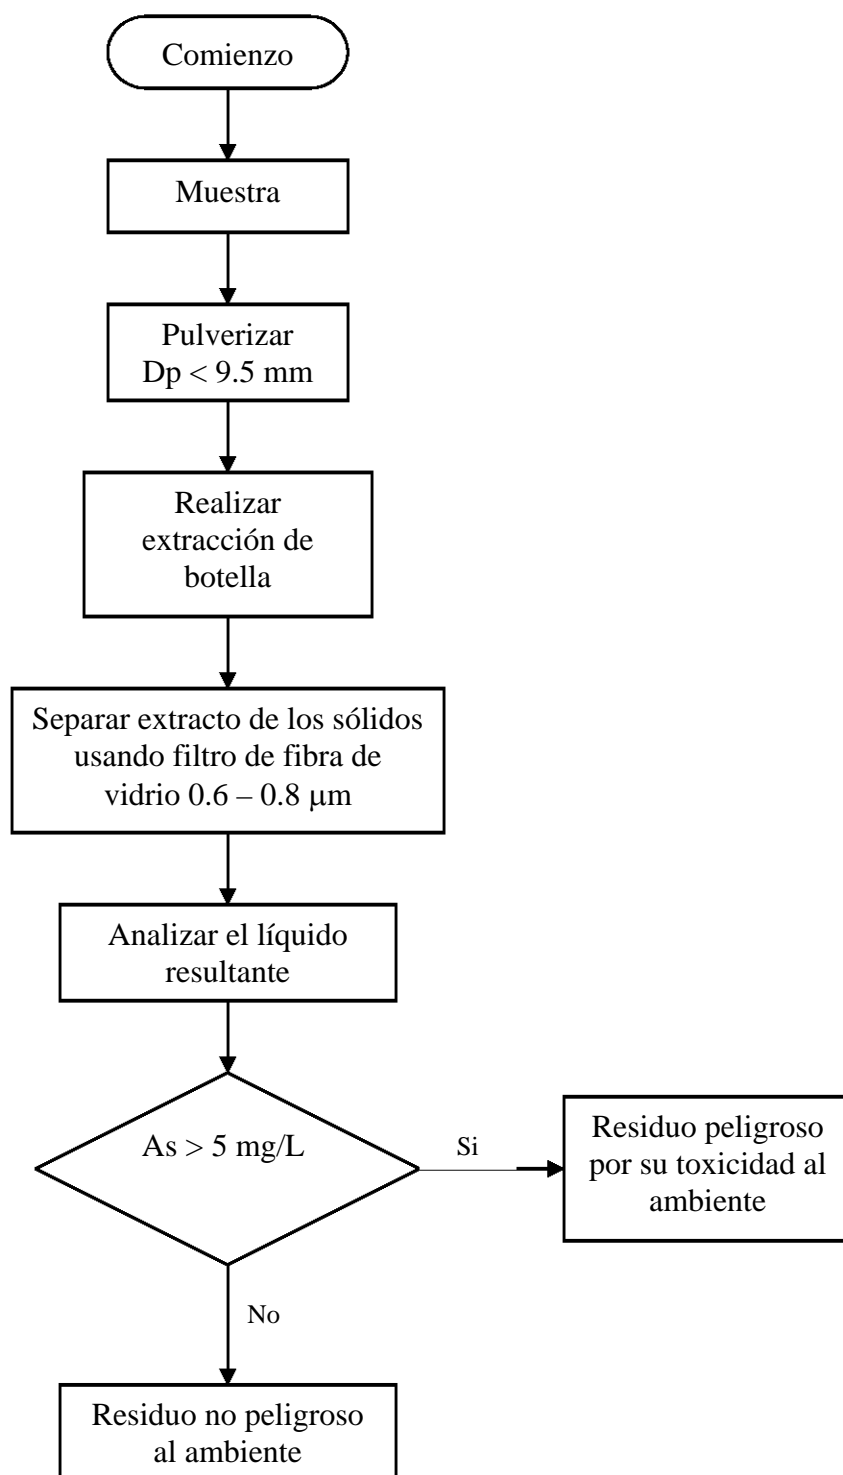 Comienzo
Muestra
Pulverizar
Dp < 9.5 mm
Realizar
extracción de
botella
Separar extracto de los sólidos
usando filtro de fibra de
vidrio 0.6 – 0.8 μm
Analizar el líquido
resultante
As > 5 mg/L
Si
Residuo peligroso
por su toxicidad al
ambiente
No
Residuo no peligroso
al ambiente